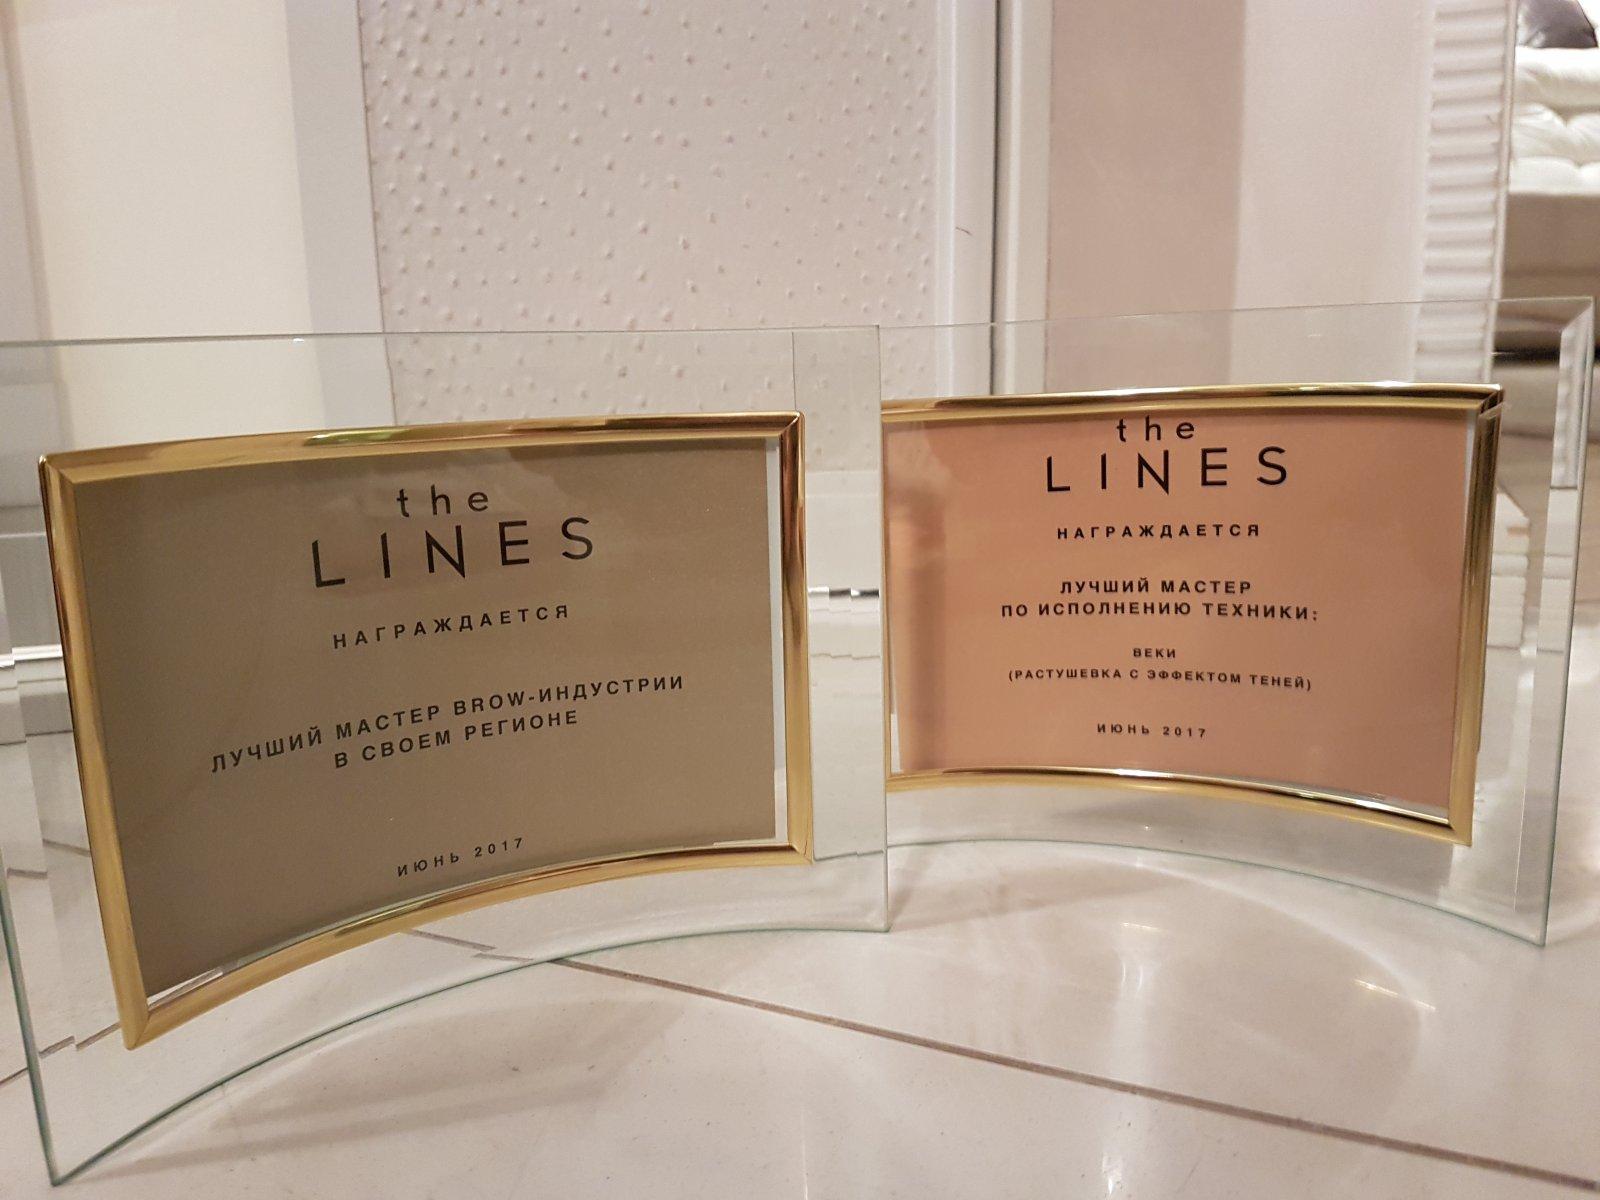 the
LINES
НАГРАЖДАЕТСЯ
ЛУЧШИЙ МАСТЕР BROW-ИНДУСТРИИ
В СВОЕМ РЕГИОНЕ
ИЮНЬ 2017
the
LINES
НАГРАЖДАЕТСЯ
ЛУЧШИЙ МАСТЕР
ПО ИСПОЛНЕНИЮ ТЕХНИКИ:
ВЕКИ
(РАСТУШЕВКА С ЭФФЕКТОМ ТЕНЕЙ)
ИЮНЬ 2017